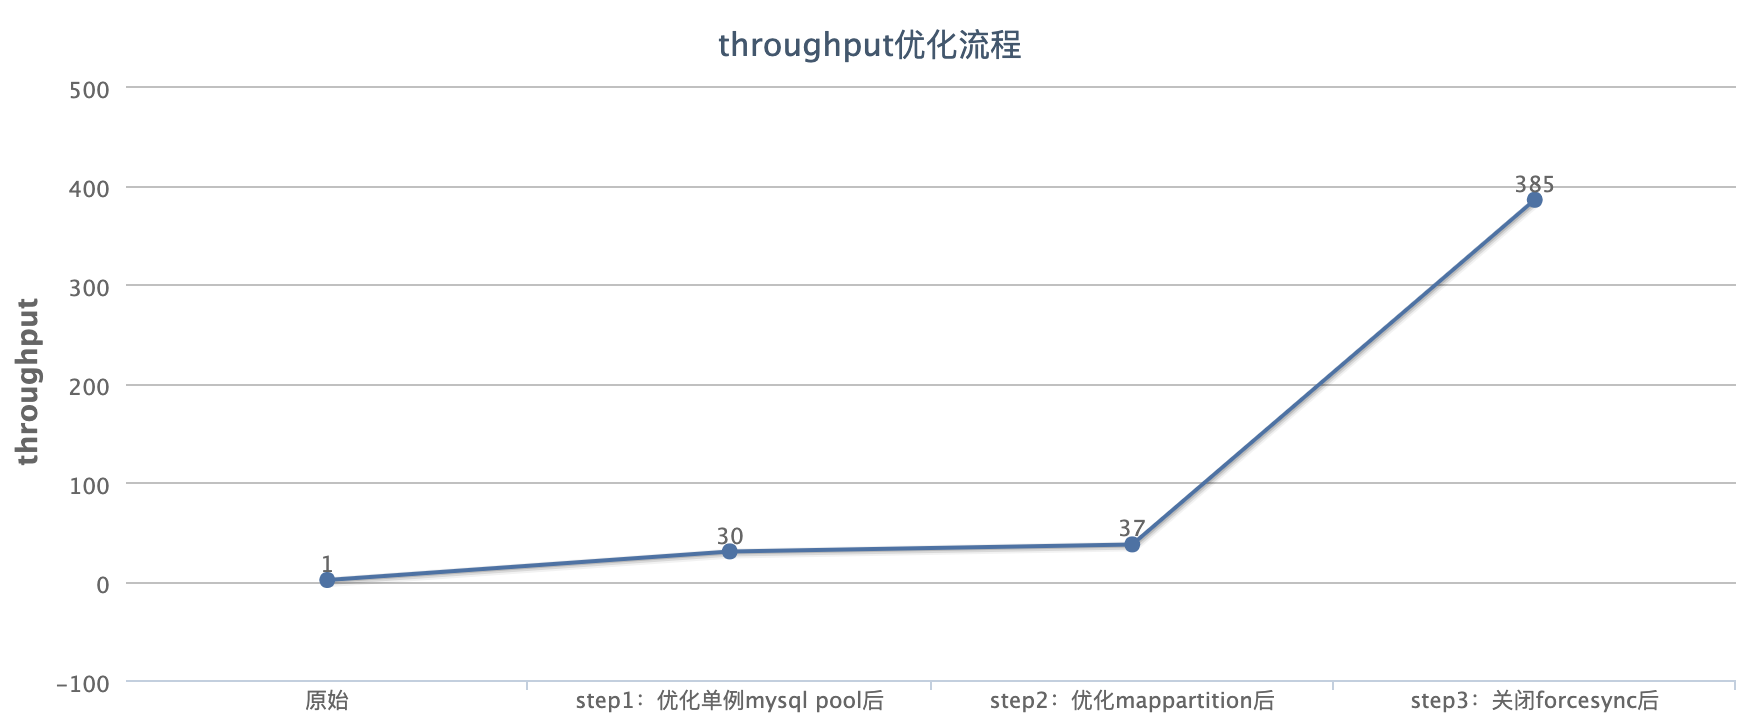 throughput优化流程
500
400
300
200
100
0
-100
throughput
1
30
37
385
原始
step1：优化单例mysql pool后
step2：优化mappartition后
step3：关闭forcesync后